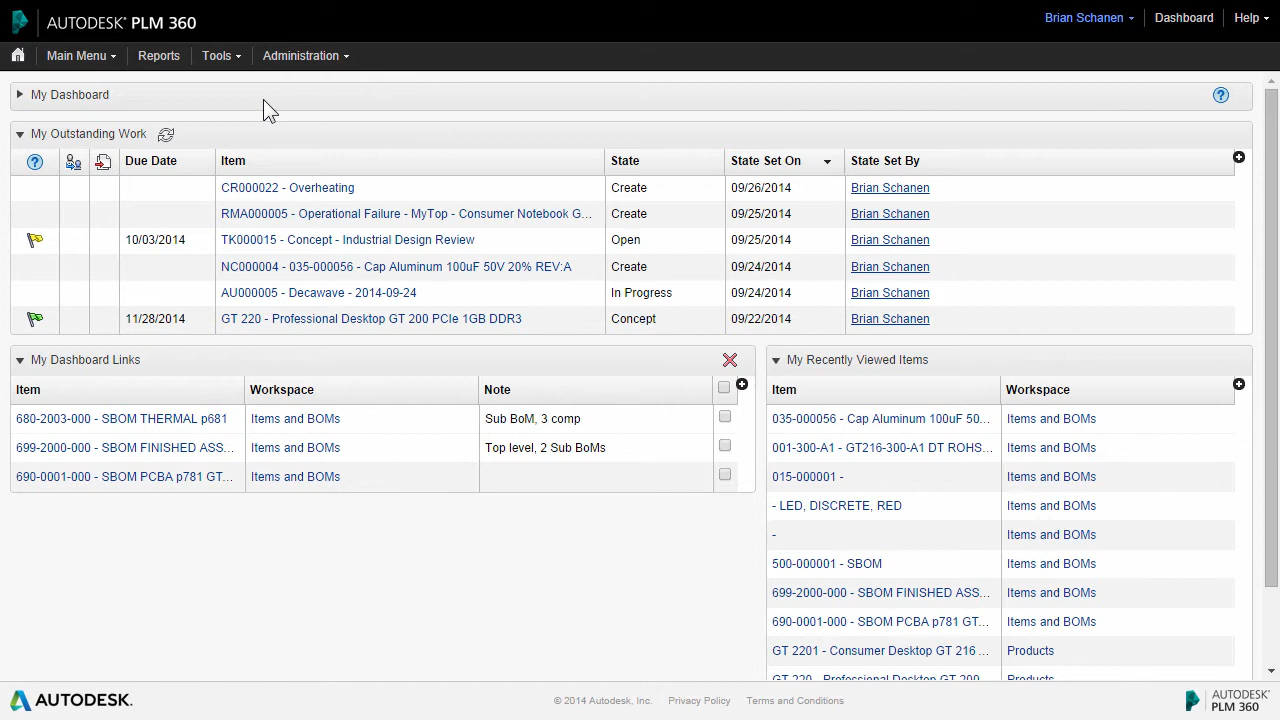 AUTODESK® PLM 360
Brian Schanen Dashboard Help
Main Menu Reports Tools Administration
My Dashboard
My Outstanding Work
Due Date Item State State Set On State Set By
CR000022 - Overheating Create 09/26/2014 Brian Schanen
RMA000005 - Operational Failure - MyTop - Consumer Notebook G... Create 09/25/2014 Brian Schanen
10/03/2014 TK000015 - Concept - Industrial Design Review Open 09/25/2014 Brian Schanen
NC000004 - 035-000056 - Cap Aluminum 100uF 50V 20% REV:A Create 09/24/2014 Brian Schanen
AU000005 - Decawave - 2014-09-24 In Progress 09/24/2014 Brian Schanen
11/28/2014 GT 220 - Professional Desktop GT 200 PCIe 1GB DDR3 Concept 09/22/2014 Brian Schanen
My Dashboard Links
Item Workspace Note
680-2003-000 - SBOM THERMAL p681 Items and BOMs Sub BoM, 3 comp
699-2000-000 - SBOM FINISHED ASS... Items and BOMs Top level, 2 Sub BoMs
690-0001-000 - SBOM PCBA p781 GT... Items and BOMs
My Recently Viewed Items
Item Workspace
035-000056 - Cap Aluminum 100uF 50... Items and BOMs
001-300-A1 - GT216-300-A1 DT ROHS... Items and BOMs
015-000001 - Items and BOMs
- LED, DISCRETE, RED Items and BOMs
- Items and BOMs
500-000001 - SBOM Items and BOMs
699-2000-000 - SBOM FINISHED ASS... Items and BOMs
690-0001-000 - SBOM PCBA p781 GT... Items and BOMs
GT 2201 - Consumer Desktop GT 216 ... Products
GT 220 - Professional Desktop GT 200 Products
AUTODESK.
© 2014 Autodesk, Inc. Privacy Policy Terms and Conditions
AUTODESK®
PLM 360